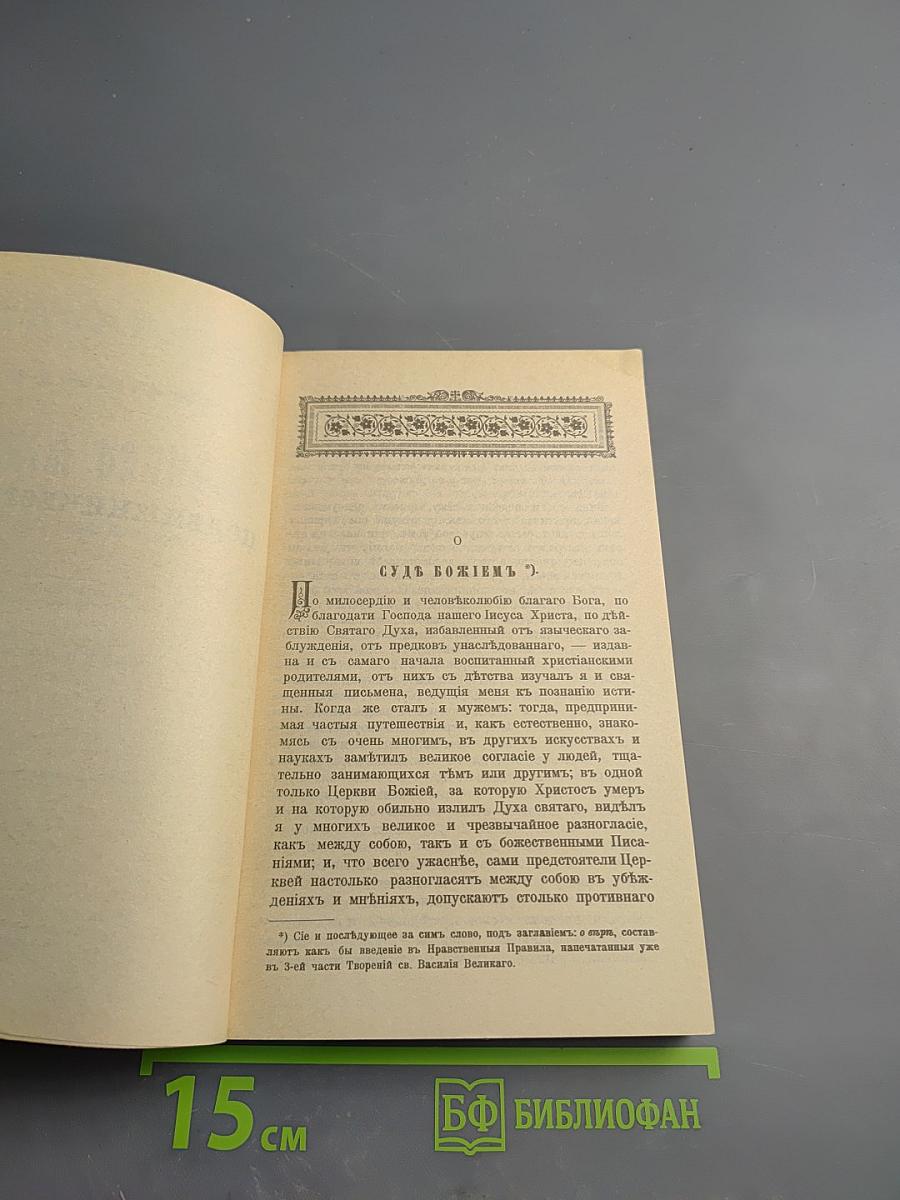 О
СУДѢ БОЖІЕМЪ *).
По милосердію и человѣколюбію благаго Бога, по
благодати Господа нашего Іисуса Христа, по дѣй-
ствію Святаго Духа, избавленный отъ языческаго за-
блужденія, отъ предковъ унаслѣдованнаго, — издав-
на и съ самаго начала воспитанный христіанскими
родителями, отъ нихъ съ дѣтства изучалъ я и свя-
щенныя письмена, ведущія меня къ познанію исти-
ны. Когда же сталъ я мужемъ: тогда, предприни-
мая частыя путешествія и, какъ естественно, знако-
мясь съ очень многимъ, въ другихъ искусствахъ и
наукахъ замѣтилъ великое согласіе у людей, тща-
тельно занимающихся тѣмъ или другимъ; въ одной
только Церкви Божіей, за которую Христосъ умеръ
и на которую обильно излилъ Духа святаго, видѣлъ
я у многихъ великое и чрезвычайное разногласіе,
какъ между собою, такъ и съ божественными Писа-
ніями; и, что всего ужаснѣе, сами предстоятели Цер-
квей настолько разногласятъ между собою въ убѣж-
деніяхъ и мнѣніяхъ, допускаютъ столько противнаго
*) Сіе и послѣдующее за симъ слово, подъ заглавіемъ: о вѣрѣ, состав-
ляютъ какъ бы введеніе въ Нравственныя Правила, напечатанныя уже
въ 3-ей части Твореній св. Василія Великаго.
15 см
БФ БИБЛИОФАН